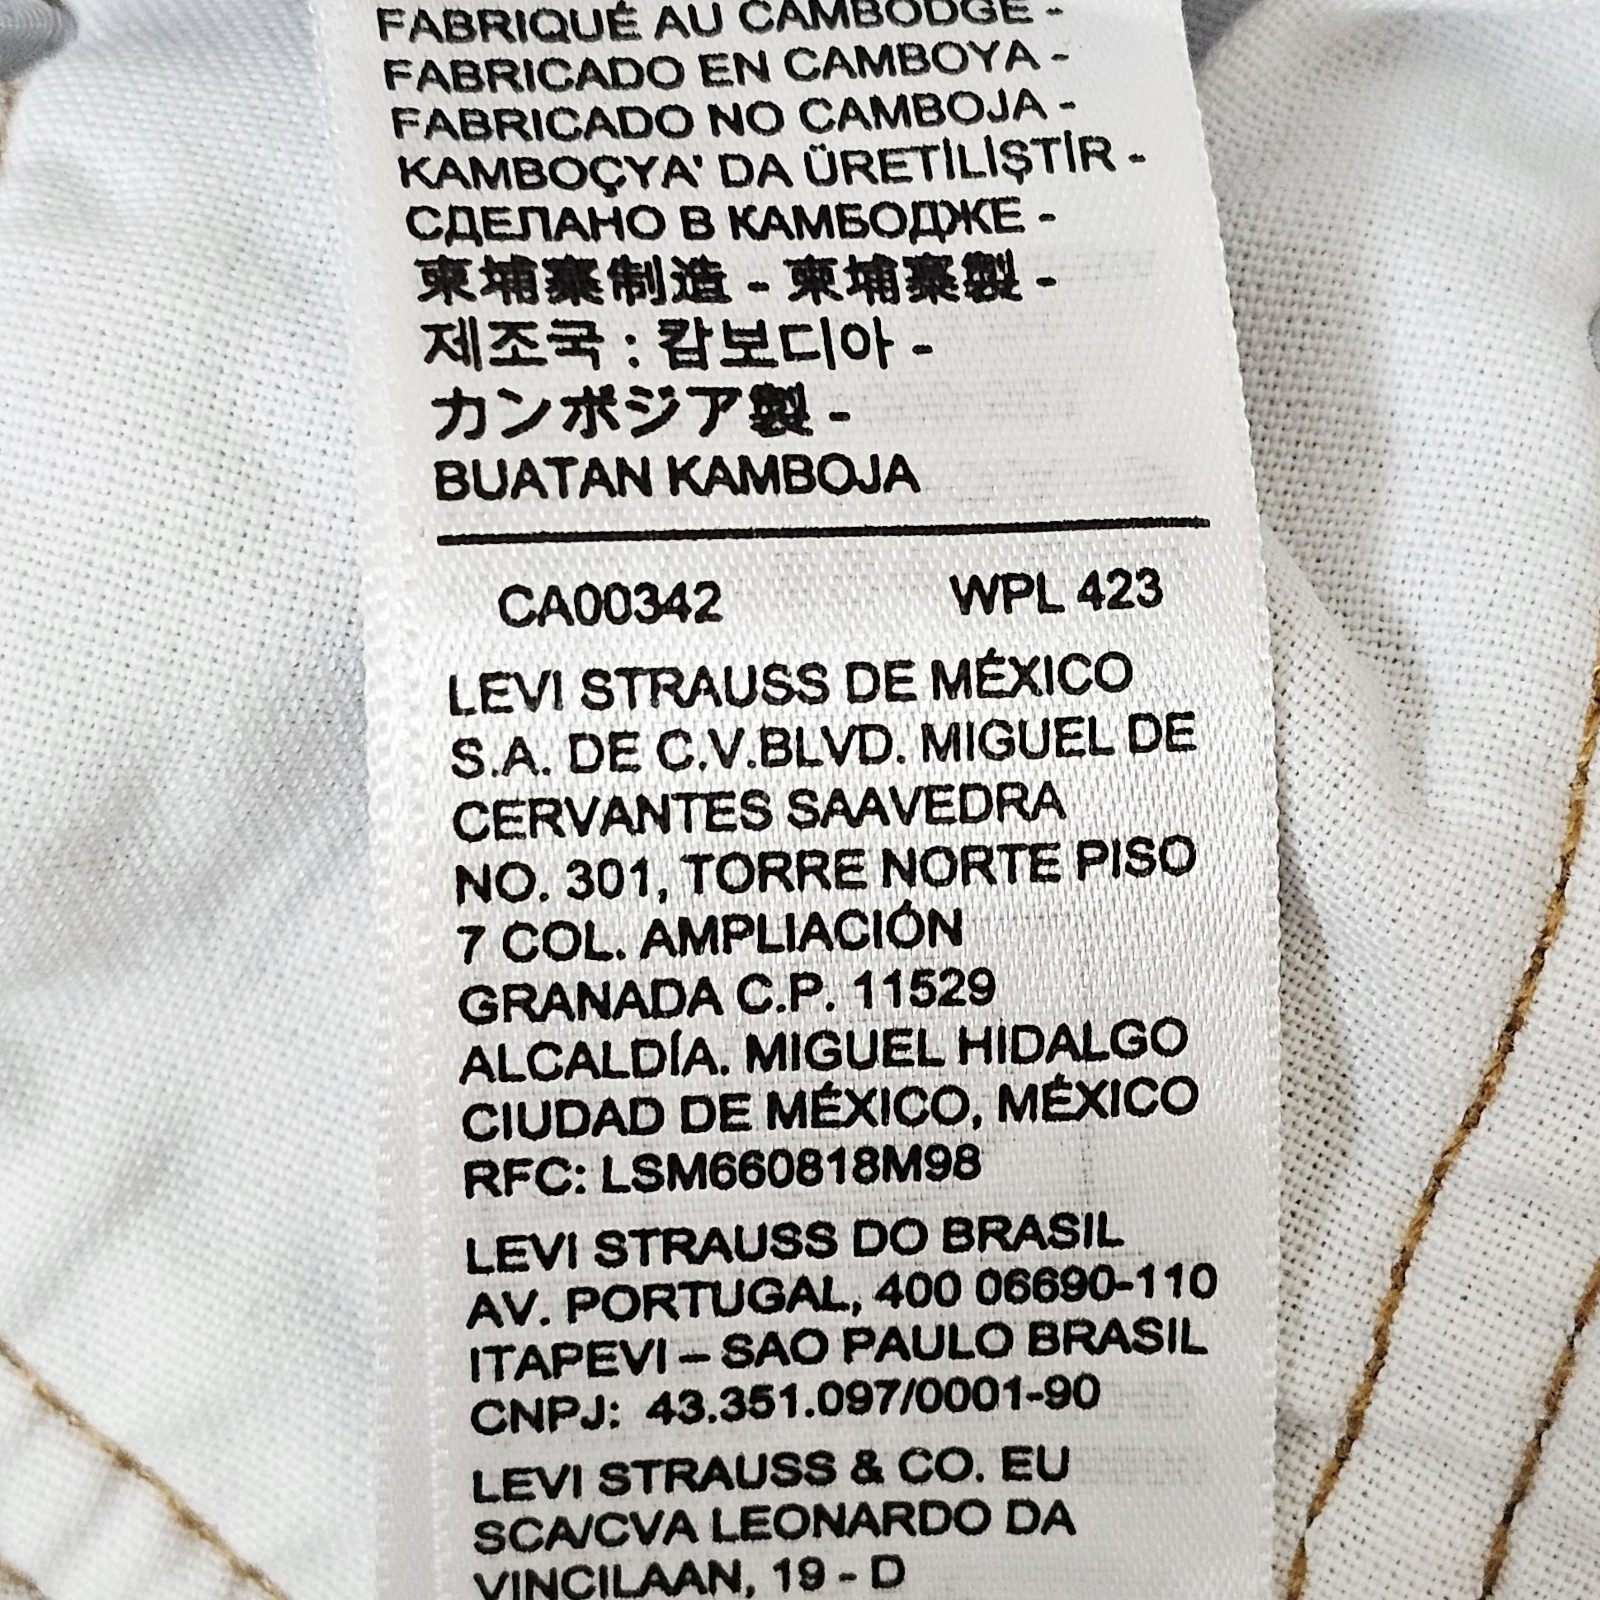 FABRIQUÉ AU CAMBODGE -
FABRICADO EN CAMBOYA -
FABRICADO NO CAMBOJA -
KAMBOÇYA' DA ÜRETİLİŞTİR -
СДЕЛАНО В КАМБОДЖЕ -
柬埔寨制造 - 柬埔寨製 -
제조국 : 캄보디아 -
カンボジア製 -
BUATAN KAMBOJA
CA00342 WPL 423
LEVI STRAUSS DE MÉXICO
S.A. DE C.V.BLVD. MIGUEL DE
CERVANTES SAAVEDRA
NO. 301, TORRE NORTE PISO
7 COL. AMPLIACIÓN
GRANADA C.P. 11529
ALCALDÍA. MIGUEL HIDALGO
CIUDAD DE MÉXICO, MÉXICO
RFC: LSM660818M98
LEVI STRAUSS DO BRASIL
AV. PORTUGAL, 400 06690-110
ITAPEVI – SAO PAULO BRASIL
CNPJ: 43.351.097/0001-90
LEVI STRAUSS & CO. EU
SCA/CVA LEONARDO DA
VINCILAAN, 19 - D